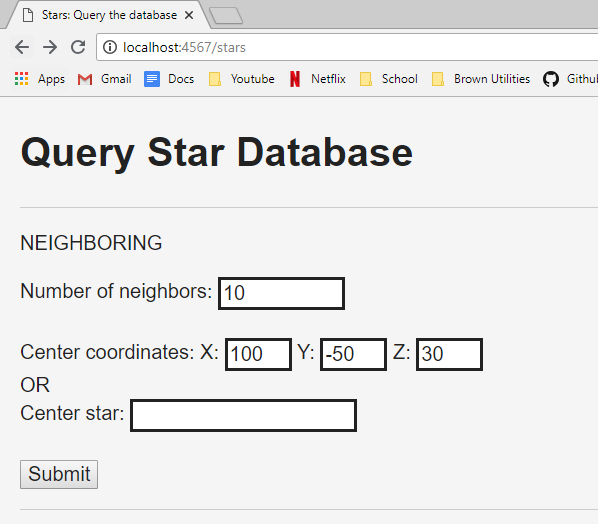 Stars: Query the database
localhost:4567/stars
Apps Gmail Docs Youtube Netflix School Brown Utilities Githu
Query Star Database
NEIGHBORING
Number of neighbors: 10
Center coordinates: X: 100 Y: -50 Z: 30
OR
Center star:
Submit